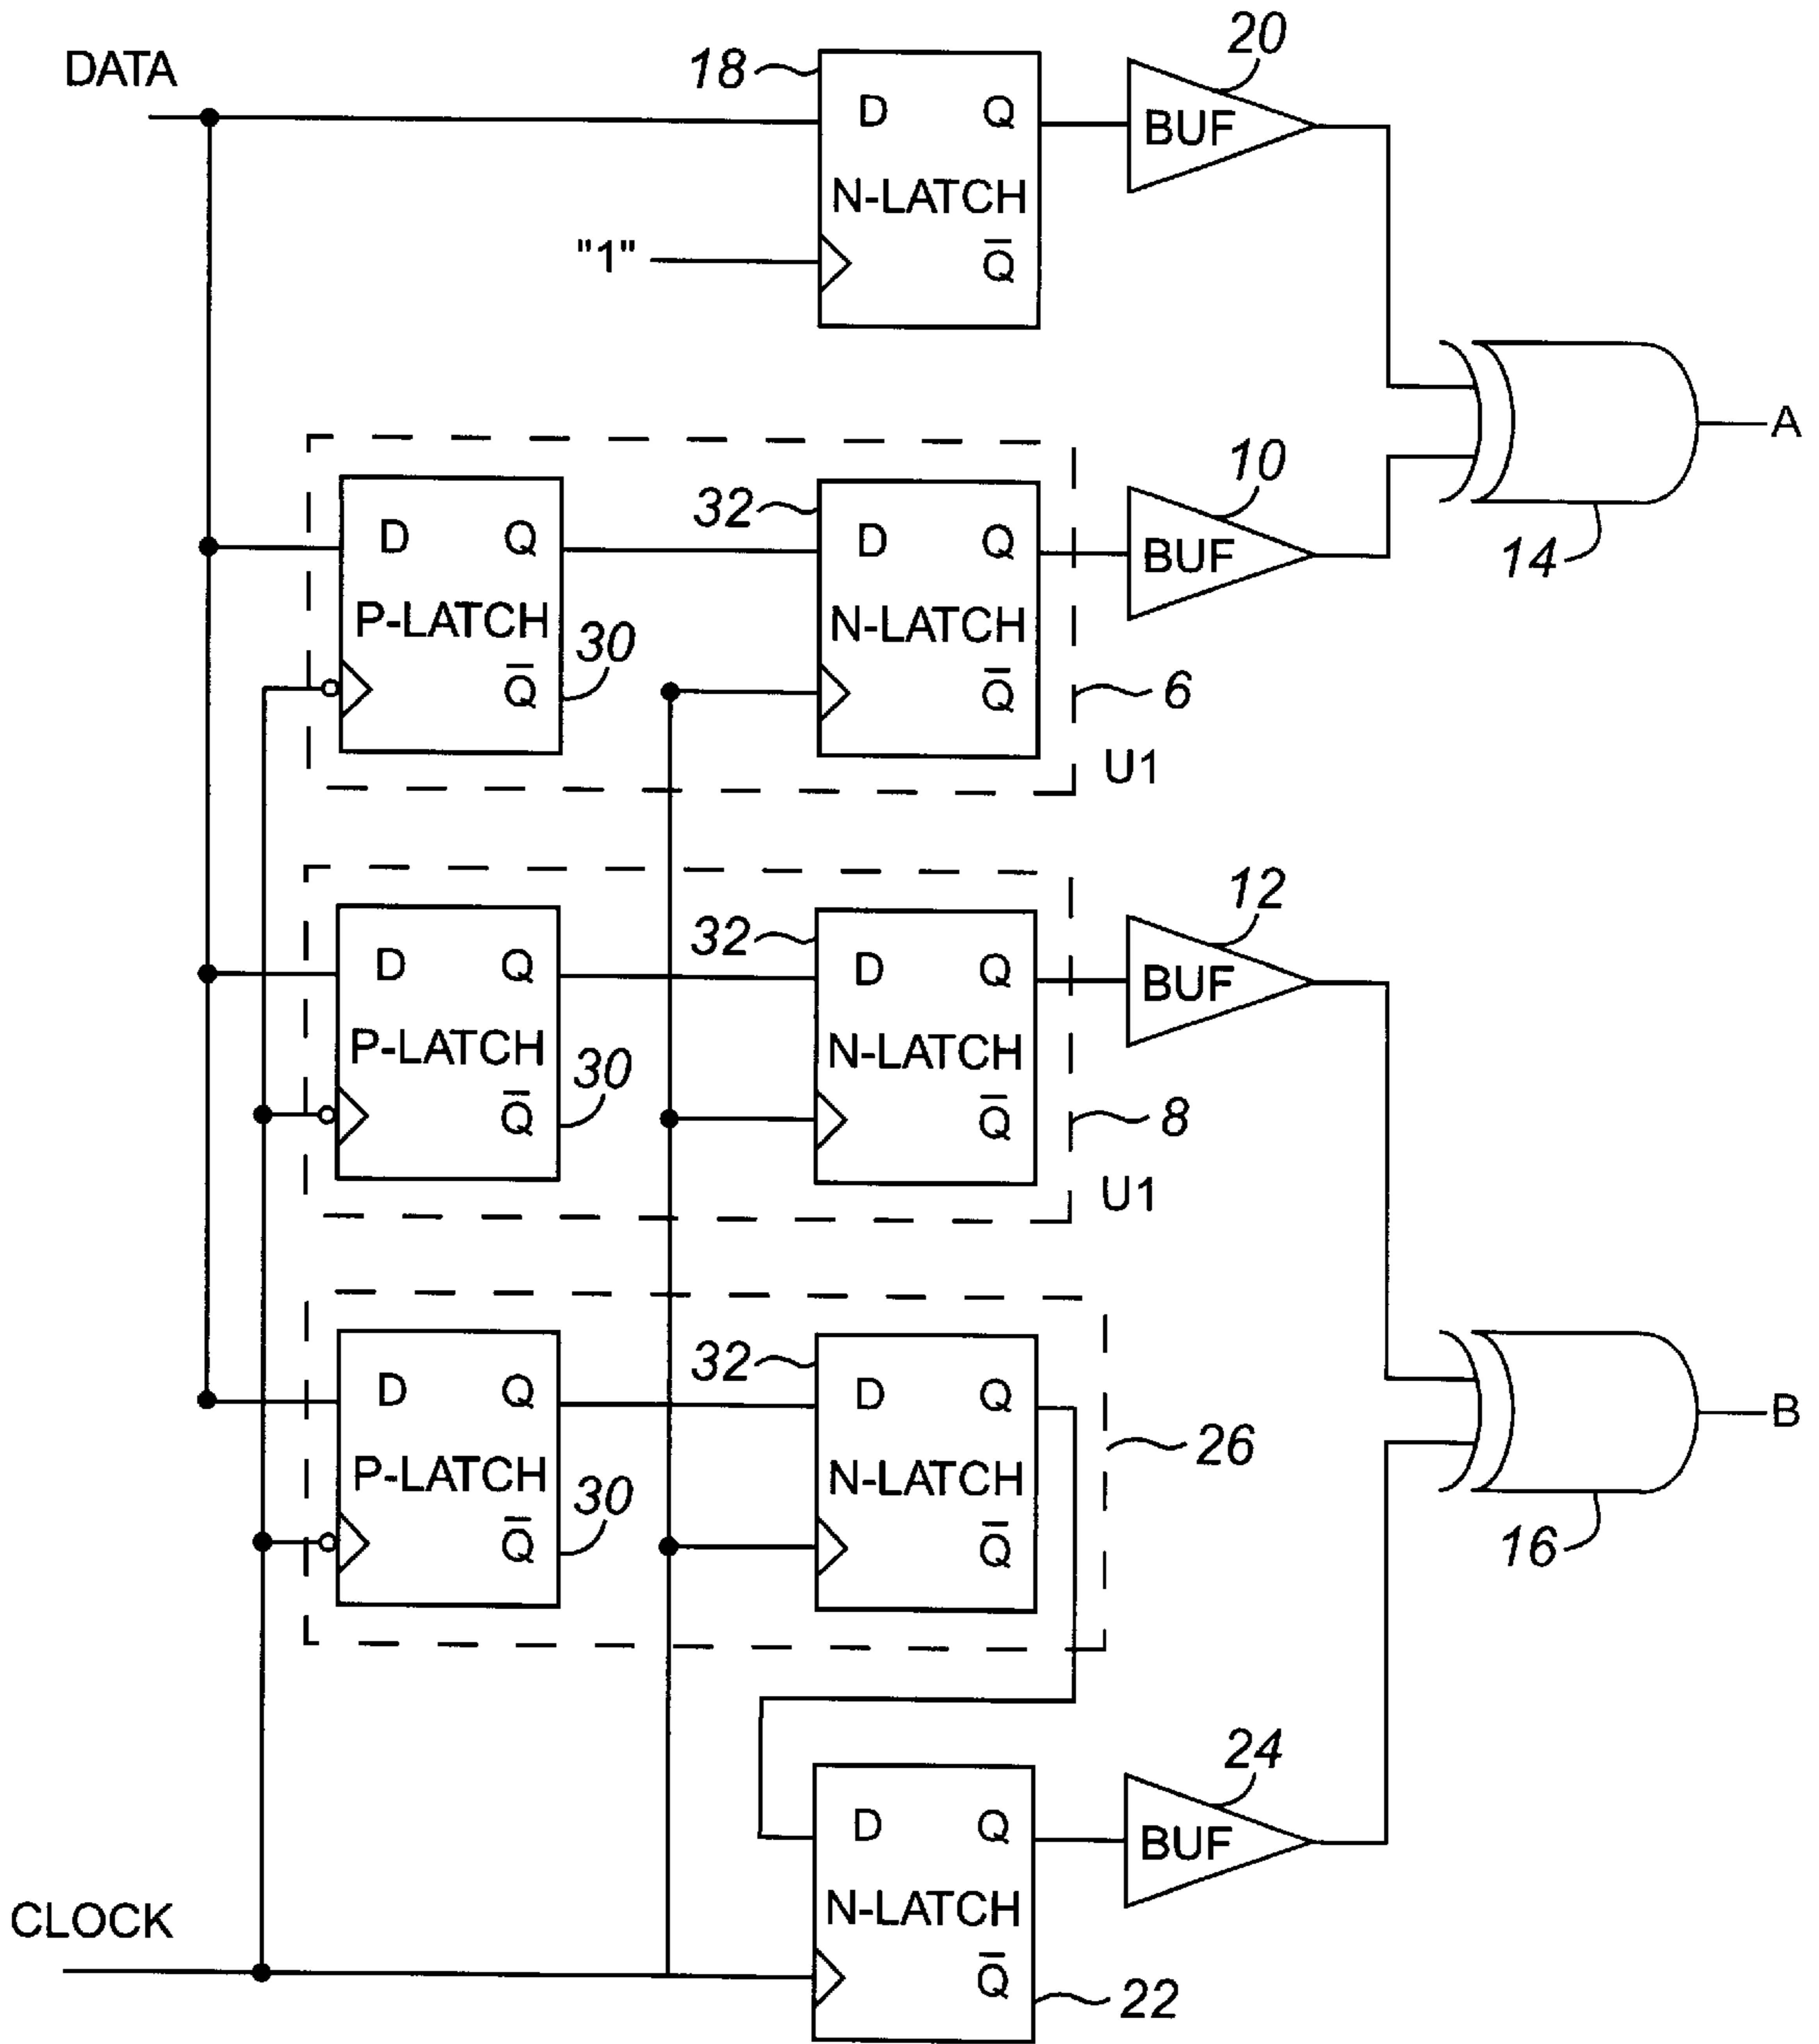 DATA
18
20
D Q
BUF
N-LATCH
"1"
Q̅
A
14
10
32
D Q
D Q
BUF
P-LATCH
N-LATCH
30
Q̅
Q̅
6
U1
12
32
D Q
D Q
BUF
P-LATCH
N-LATCH
30
Q̅
Q̅
8
U1
32
D Q
D Q
B
26
P-LATCH
N-LATCH
30
Q̅
Q̅
16
24
D Q
BUF
N-LATCH
CLOCK
Q̅
22